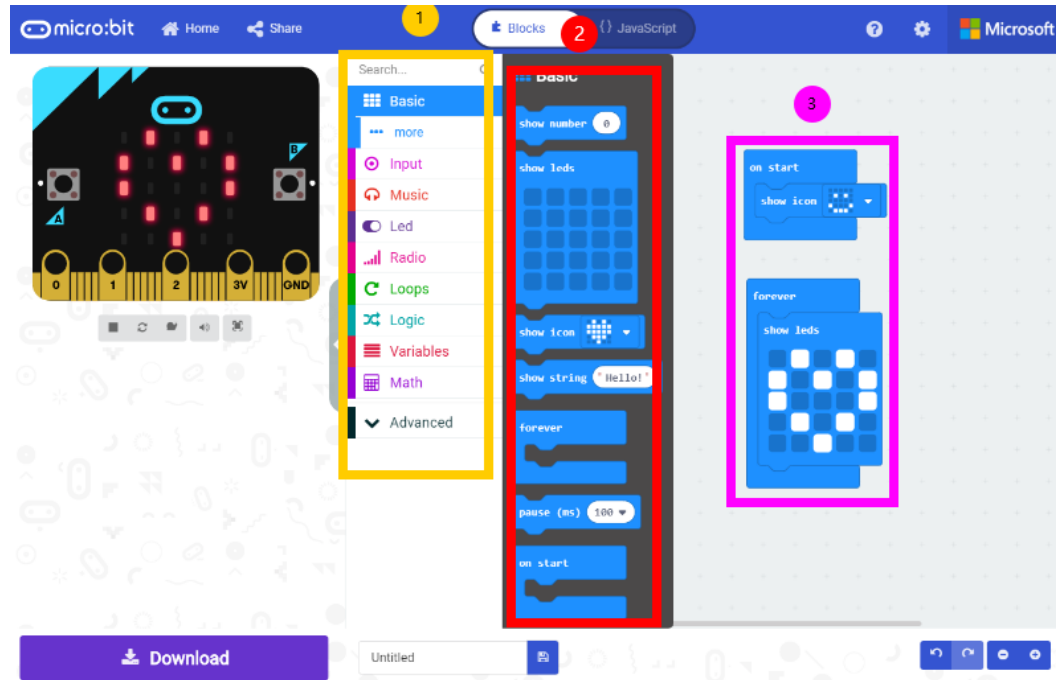 micro:bit Home Share 1 Blocks 2 {} JavaScript Microsoft
Search...
Basic
more
Input
Music
Led
Radio
Loops
Logic
Variables
Math
Advanced
Basic
show number 0
show leds
show icon
show string "Hello!"
forever
pause (ms) 100
on start
3
on start
show icon
forever
show leds
B
A
0 1 2 3V GND
Download
Untitled